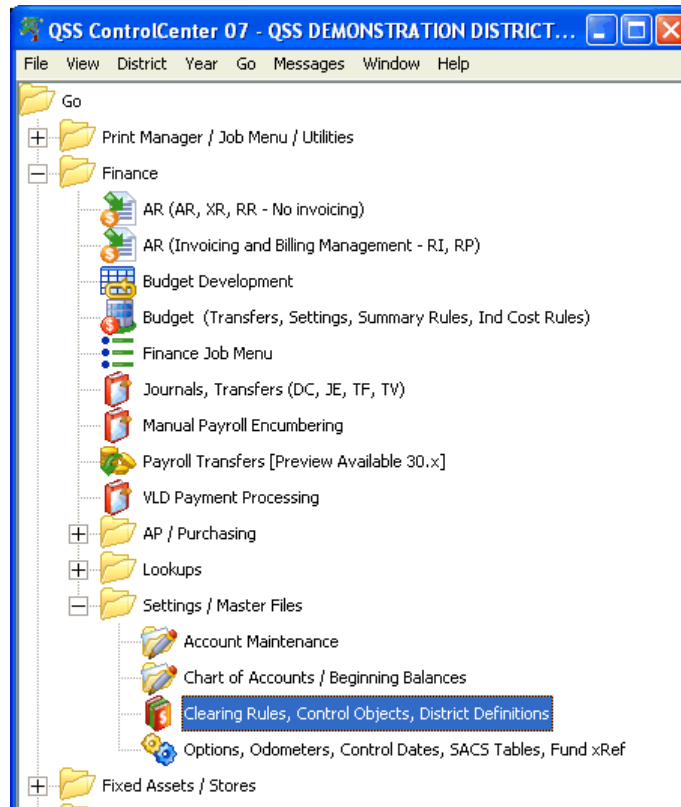 QSS ControlCenter 07 - QSS DEMONSTRATION DISTRICT...
File View District Year Go Messages Window Help
Go
Print Manager / Job Menu / Utilities
Finance
AR (AR, XR, RR - No invoicing)
AR (Invoicing and Billing Management - RI, RP)
Budget Development
Budget (Transfers, Settings, Summary Rules, Ind Cost Rules)
Finance Job Menu
Journals, Transfers (DC, JE, TF, TV)
Manual Payroll Encumbering
Payroll Transfers [Preview Available 30.x]
VLD Payment Processing
AP / Purchasing
Lookups
Settings / Master Files
Account Maintenance
Chart of Accounts / Beginning Balances
Clearing Rules, Control Objects, District Definitions
Options, Odometers, Control Dates, SACS Tables, Fund xRef
Fixed Assets / Stores